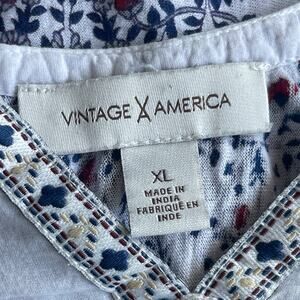 VINTAGE AMERICA
XL
MADE IN
INDIA
FABRIQUÉ EN
INDE